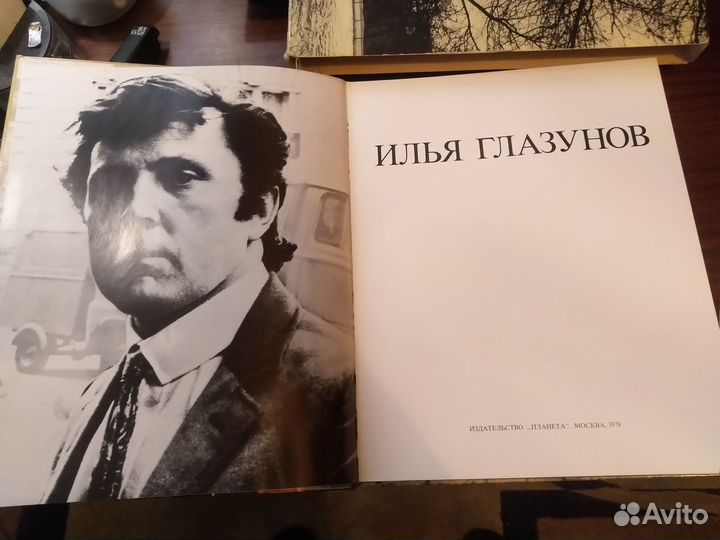 ИЛЬЯ ГЛАЗУНОВ
ИЗДАТЕЛЬСТВО „ПЛАНЕТА“ МОСКВА, 1978
Avito